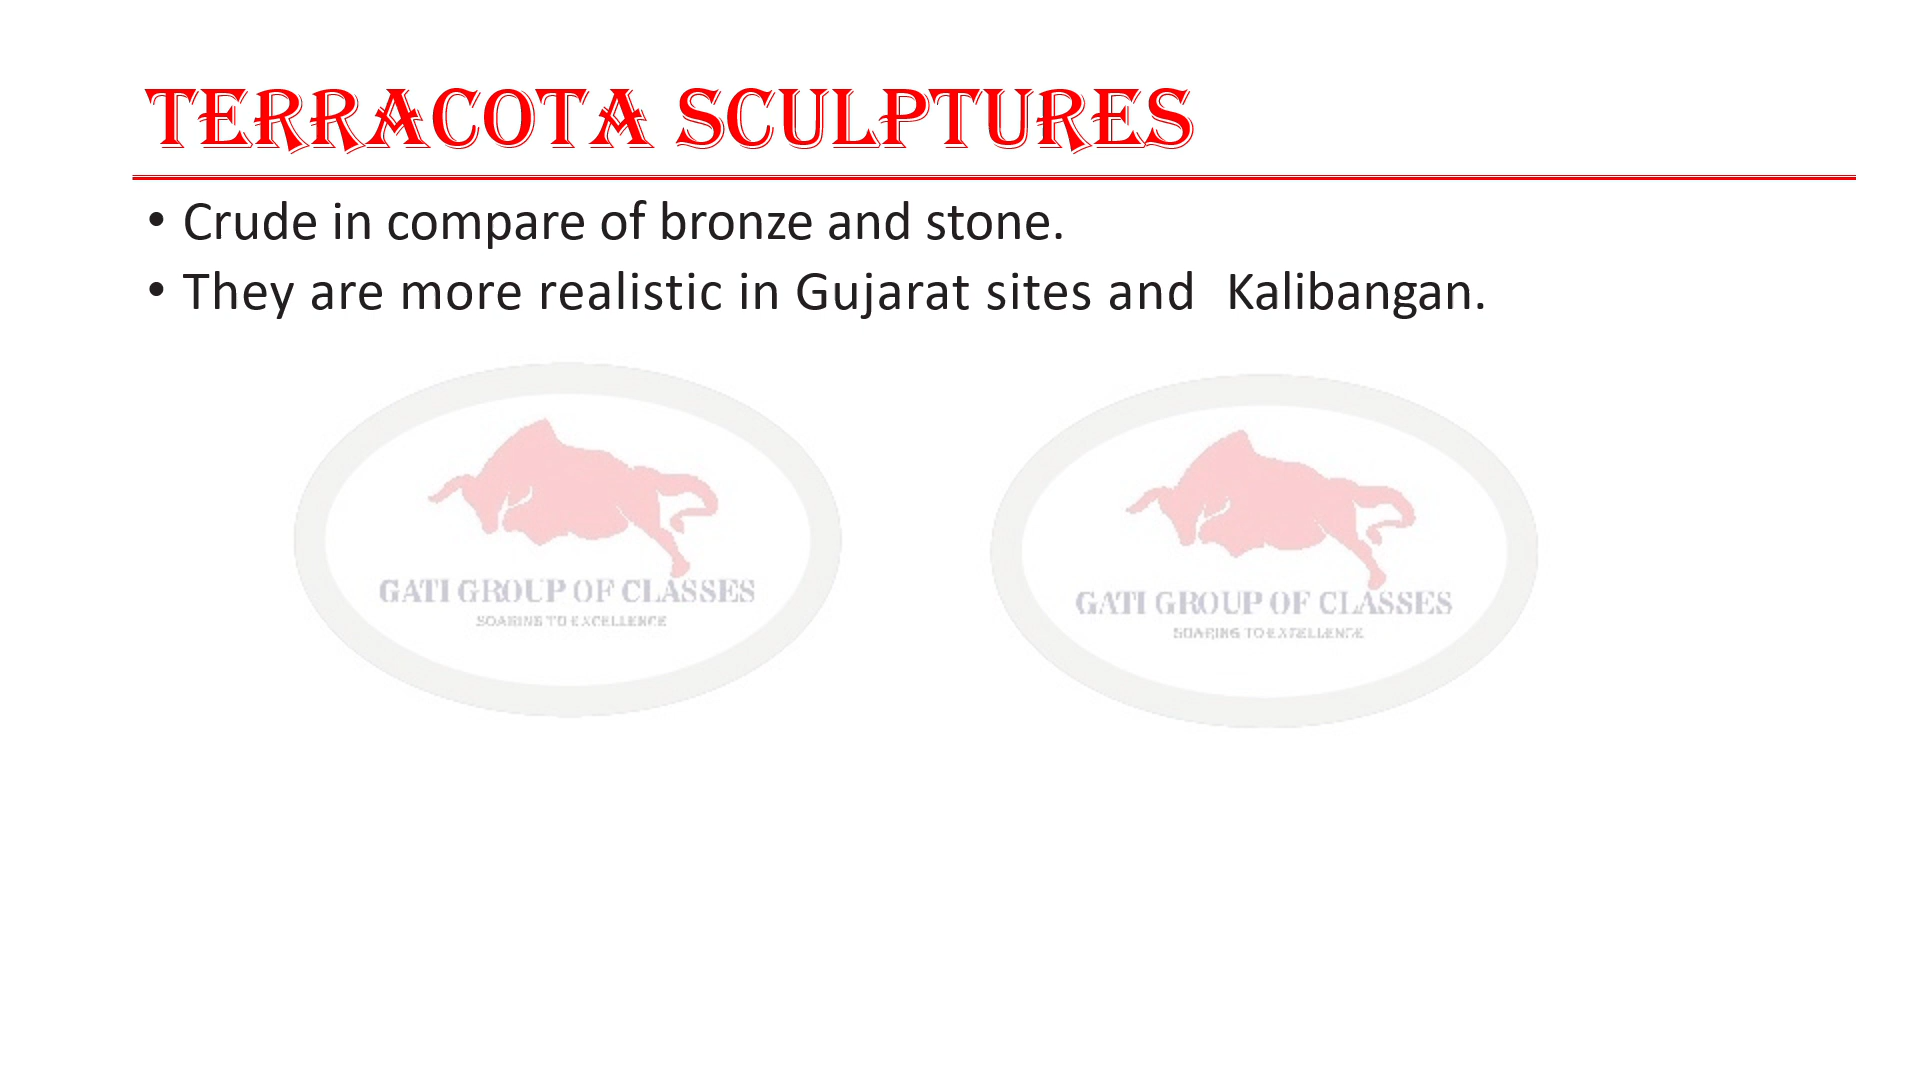 TERRACOTA SCULPTURES
• Crude in compare of bronze and stone.
• They are more realistic in Gujarat sites and Kalibangan.
GATI GROUP OF CLASSES
SOARING TO EXCELLENCE
GATI GROUP OF CLASSES
SOARING TO EXCELLENCE